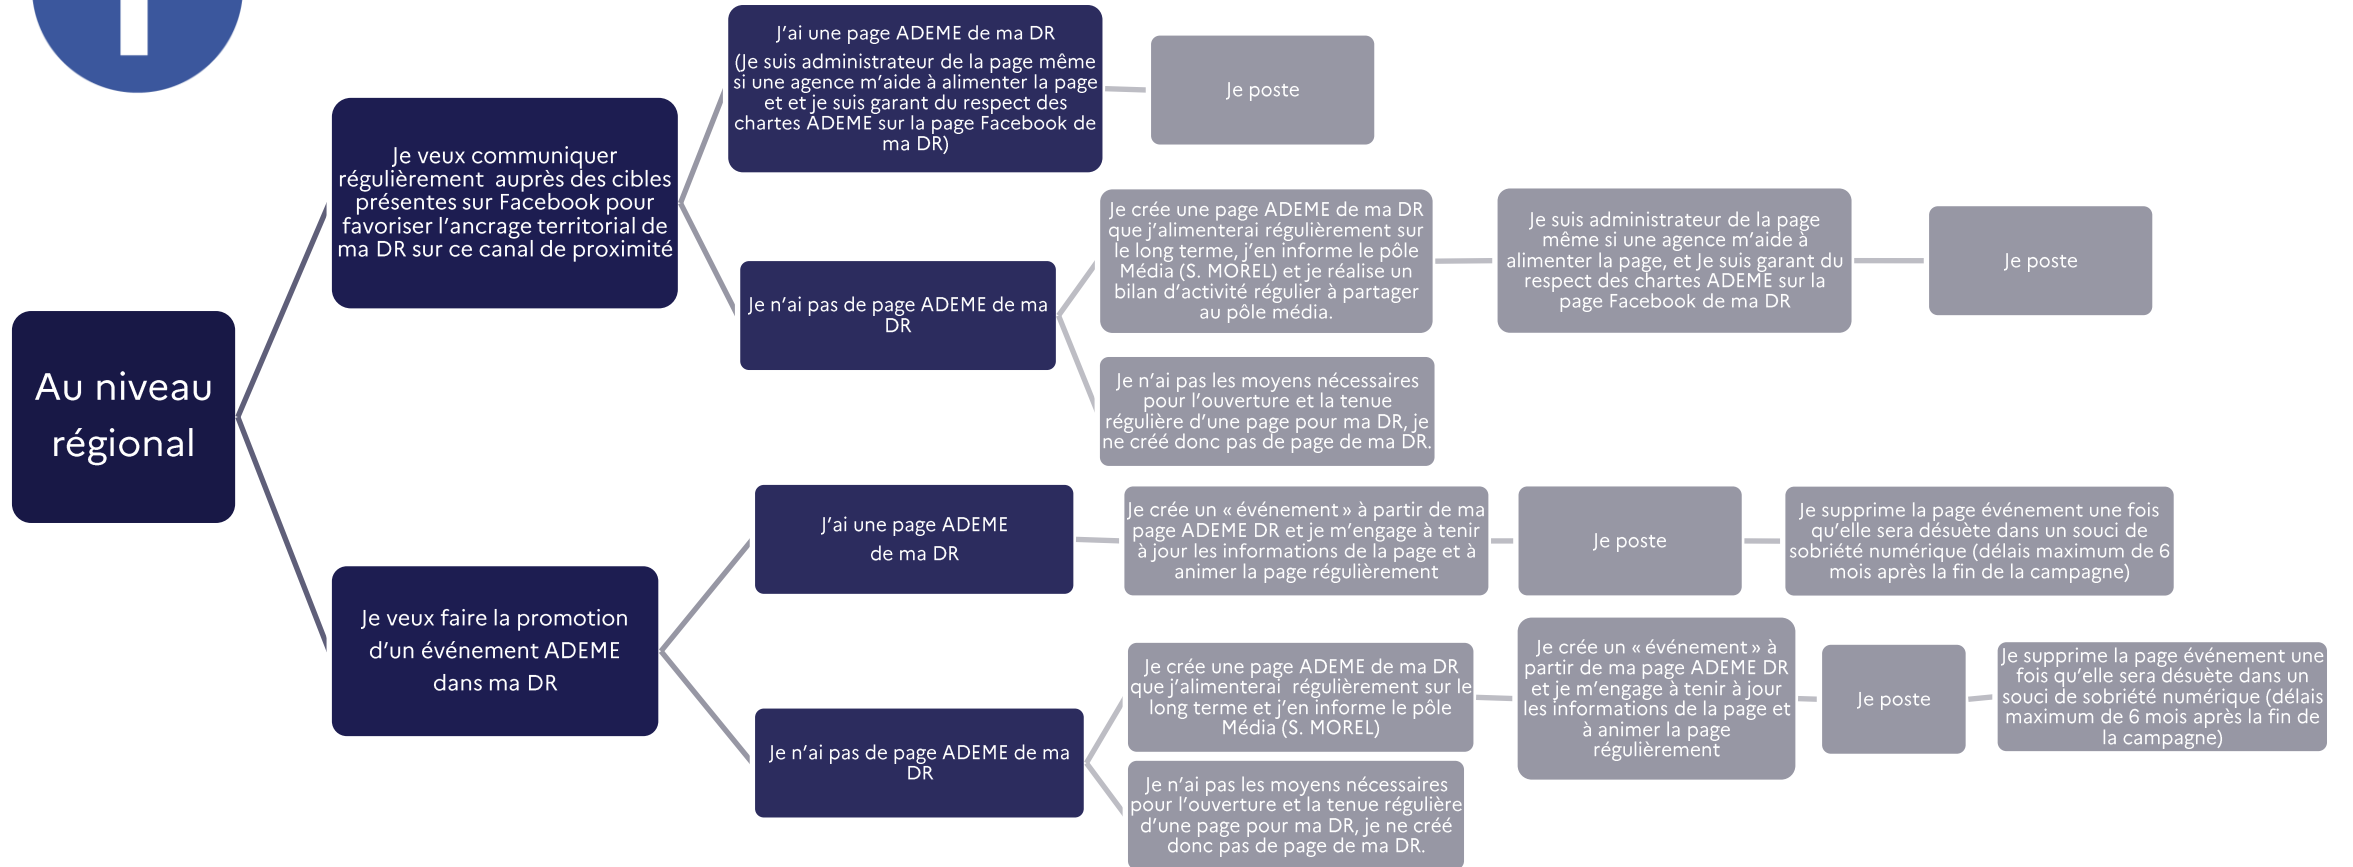 Au niveau
régional
Je veux communiquer
régulièrement  auprès des cibles
présentes sur Facebook pour
favoriser l’ancrage territorial de
ma DR sur ce canal de proximité
J’ai une page ADEME de ma DR
(Je suis administrateur de la page même
si une agence m’aide à alimenter la page
et et je suis garant du respect des
chartes ADEME sur la page Facebook de
ma DR)
Je poste
Je n’ai pas de page ADEME de ma
DR
Je crée une page ADEME de ma DR
que j’alimenterai régulièrement sur
le long terme, j’en informe le pôle
Média (S. MOREL) et je réalise un
bilan d’activité régulier à partager
au pôle média.
Je suis administrateur de la page
même si une agence m’aide à
alimenter la page, et Je suis garant du
respect des chartes ADEME sur la
page Facebook de ma DR
Je poste
Je n’ai pas les moyens nécessaires
pour l’ouverture et la tenue
régulière d’une page pour ma DR, je
ne créé donc pas de page de ma DR.
Je veux faire la promotion
d’un événement ADEME
dans ma DR
J’ai une page ADEME
de ma DR
Je crée un « événement » à partir de ma
page ADEME DR et je m’engage à tenir
à jour les informations de la page et à
animer la page régulièrement
Je poste
Je supprime la page événement une fois
qu’elle sera désuète dans un souci de
sobriété numérique (délais maximum de 6
mois après la fin de la campagne)
Je n’ai pas de page ADEME de ma
DR
Je crée une page ADEME de ma DR
que j’alimenterai  régulièrement sur le
long terme et j’en informe le pôle
Média (S. MOREL)
Je crée un « événement » à
partir de ma page ADEME DR
et je m’engage à tenir à jour
les informations de la page et
à animer la page
régulièrement
Je poste
Je supprime la page événement une
fois qu’elle sera désuète dans un
souci de sobriété numérique (délais
maximum de 6 mois après la fin de
la campagne)
Je n’ai pas les moyens nécessaires
pour l’ouverture et la tenue régulière
d’une page pour ma DR, je ne créé
donc pas de page de ma DR.